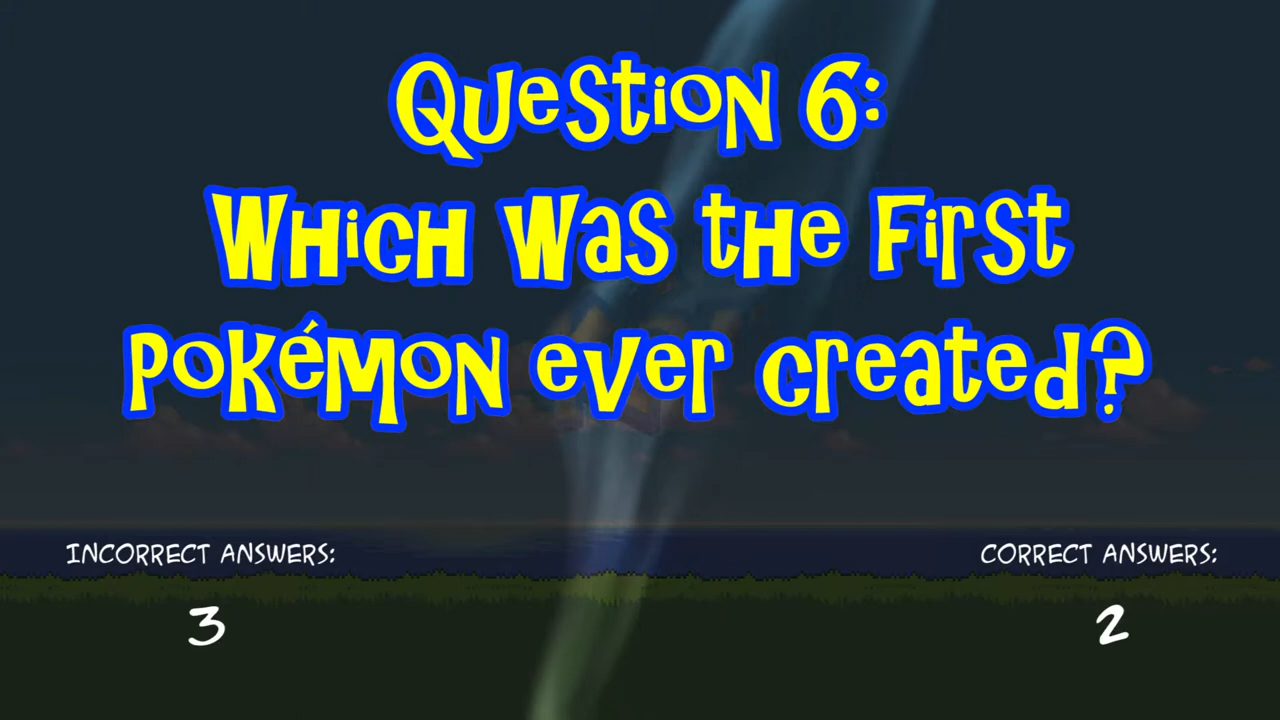 Question 6:
Which was the First
Pokémon ever created?
INCORRECT ANSWERS:
CORRECT ANSWERS:
3
2